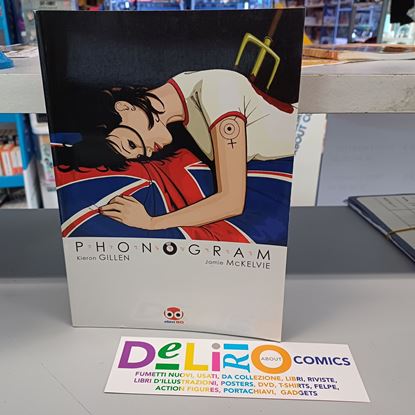 PHONOGRAM
Kieron GILLEN
Jamie McKELVIE
DeLiRiO ABOUT COMICS
FUMETTI NUOVI, USATI, DA COLLEZIONE, LIBRI, RIVISTE,
LIBRI D'ILLUSTRAZIONI, POSTERS, DVD, T-SHIRTS, FELPE,
ACTION FIGURES, PORTACHIAVI, GADGETS